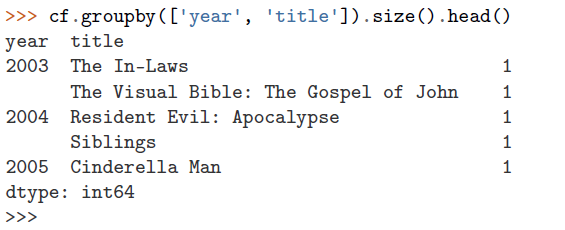 >>> cf.groupby(['year', 'title']).size().head()
year  title
2003  The In-Laws                             1
      The Visual Bible: The Gospel of John    1
2004  Resident Evil: Apocalypse               1
      Siblings                                1
2005  Cinderella Man                          1
dtype: int64
>>>